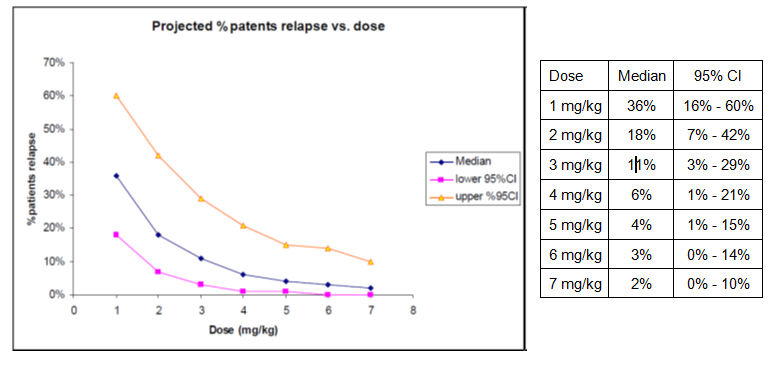 Projected % patents relapse vs. dose
70%
60%
50%
40%
30%
20%
10%
0%
%patients relapse
0 1 2 3 4 5 6 7 8
Dose (mg/kg)
Median
lower 95%CI
upper %95CI
Dose Median 95% CI
1 mg/kg 36% 16% - 60%
2 mg/kg 18% 7% - 42%
3 mg/kg 11% 3% - 29%
4 mg/kg 6% 1% - 21%
5 mg/kg 4% 1% - 15%
6 mg/kg 3% 0% - 14%
7 mg/kg 2% 0% - 10%